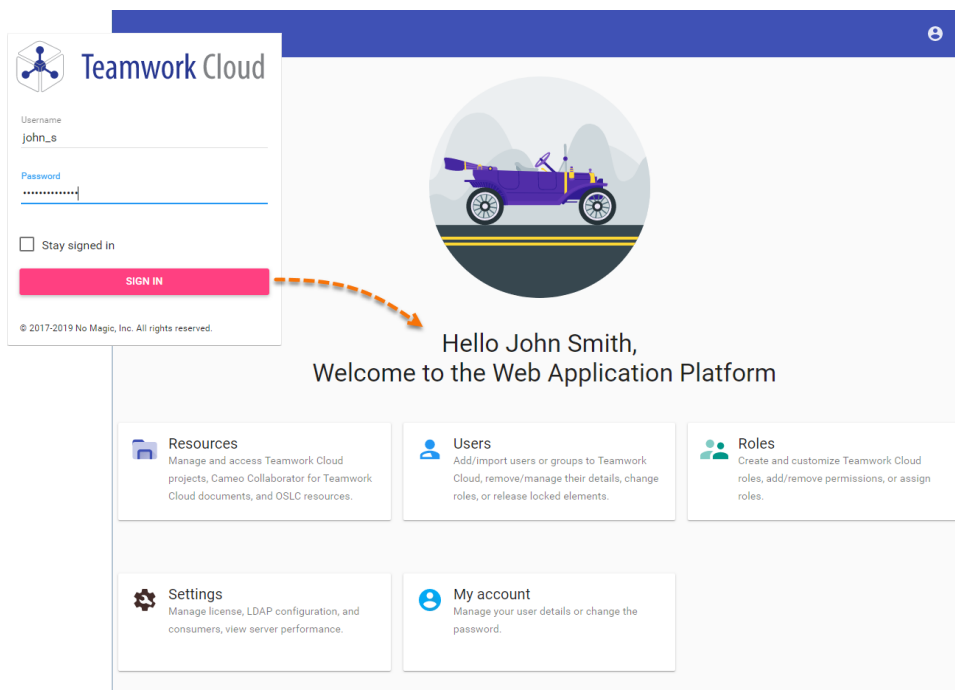 Teamwork Cloud
Username
john_s
Password
••••••••••••••
Stay signed in
SIGN IN
© 2017-2019 No Magic, Inc. All rights reserved.
Hello John Smith,
Welcome to the Web Application Platform
Resources
Manage and access Teamwork Cloud
projects, Cameo Collaborator for Teamwork
Cloud documents, and OSLC resources.
Users
Add/import users or groups to Teamwork
Cloud, remove/manage their details, change
roles, or release locked elements.
Roles
Create and customize Teamwork Cloud
roles, add/remove permissions, or assign
roles.
Settings
Manage license, LDAP configuration, and
consumers, view server performance.
My account
Manage your user details or change the
password.